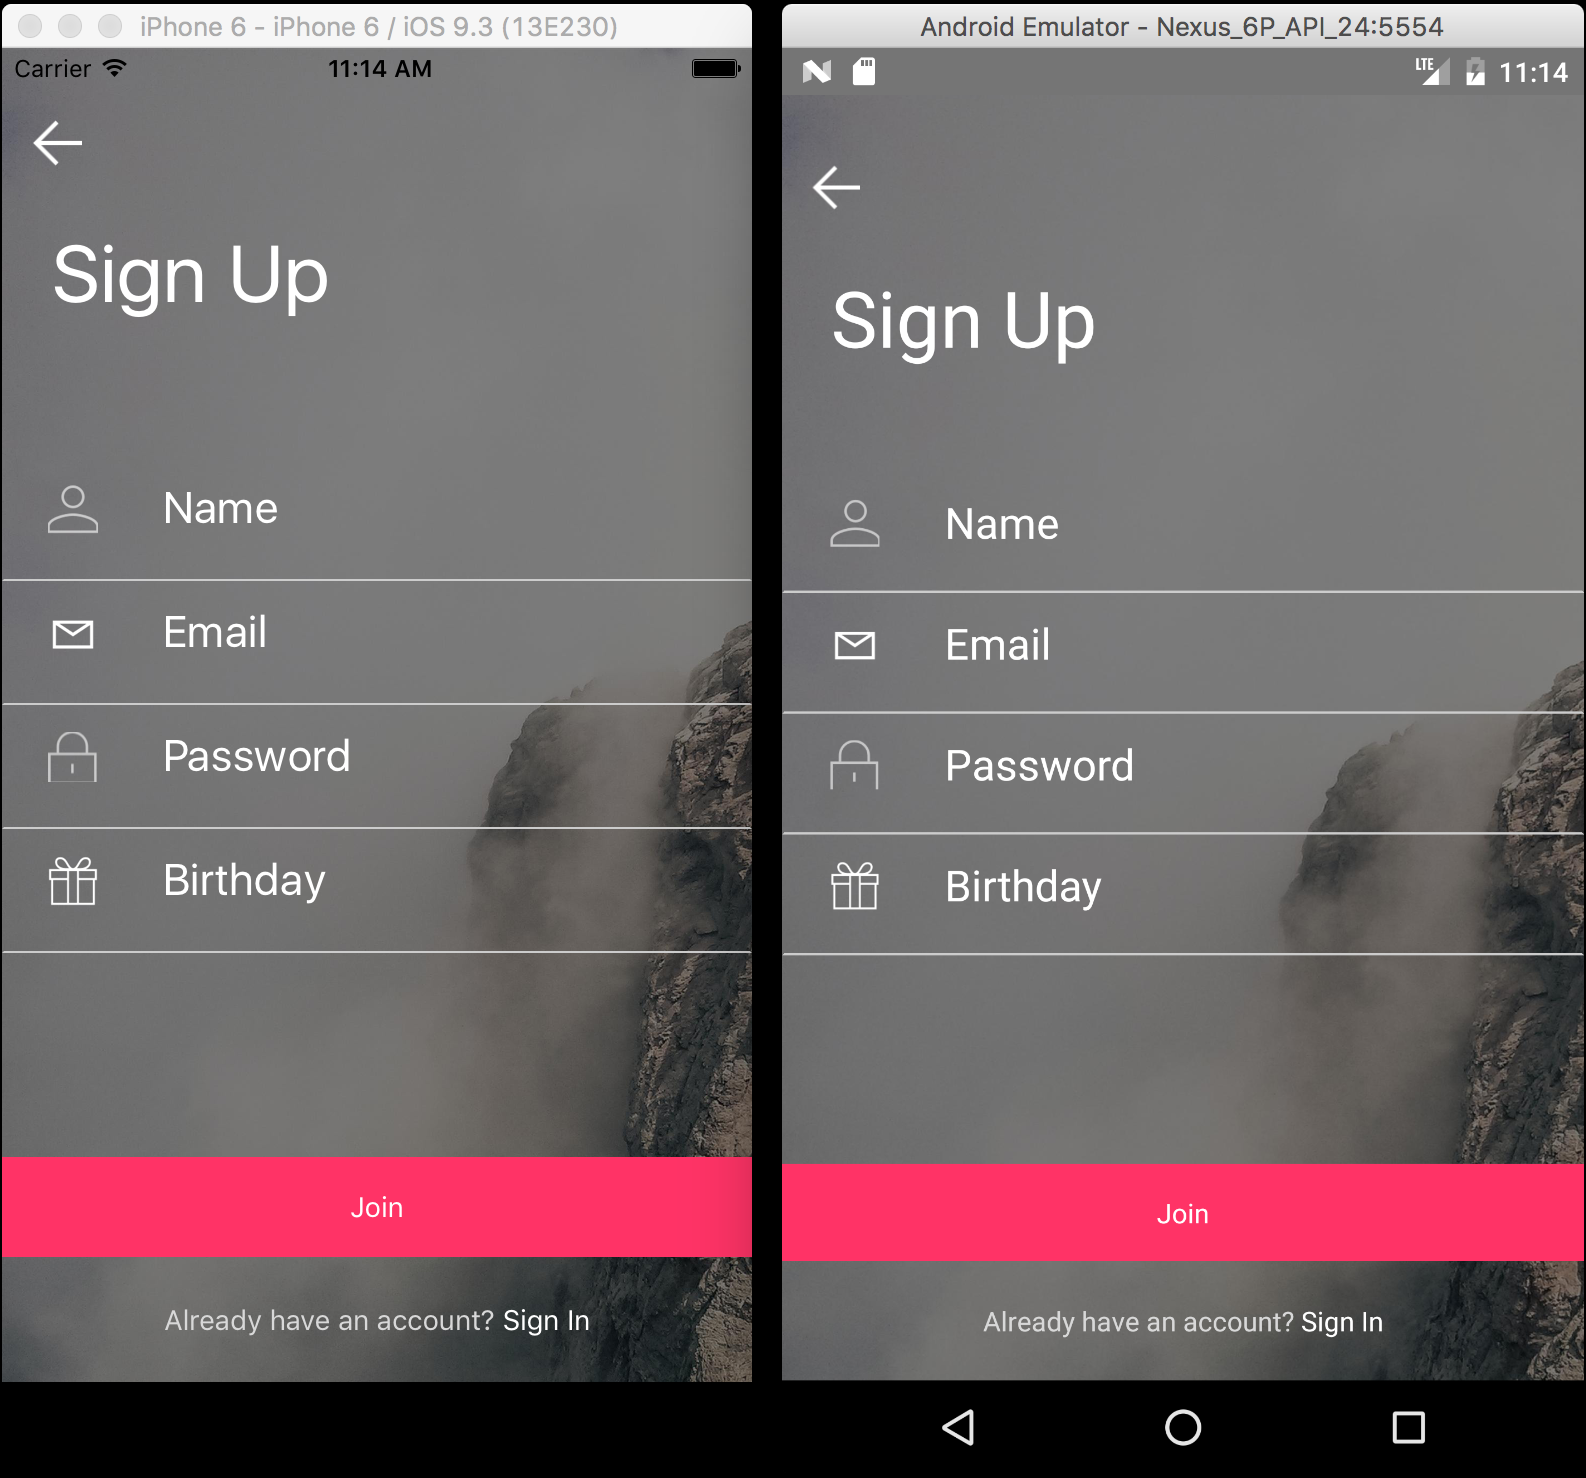 iPhone 6 - iPhone 6 / iOS 9.3 (13E230)
Carrier
11:14 AM
Sign Up
Name
Email
Password
Birthday
Join
Already have an account? Sign In
Android Emulator - Nexus_6P_API_24:5554
LTE
11:14
Sign Up
Name
Email
Password
Birthday
Join
Already have an account? Sign In